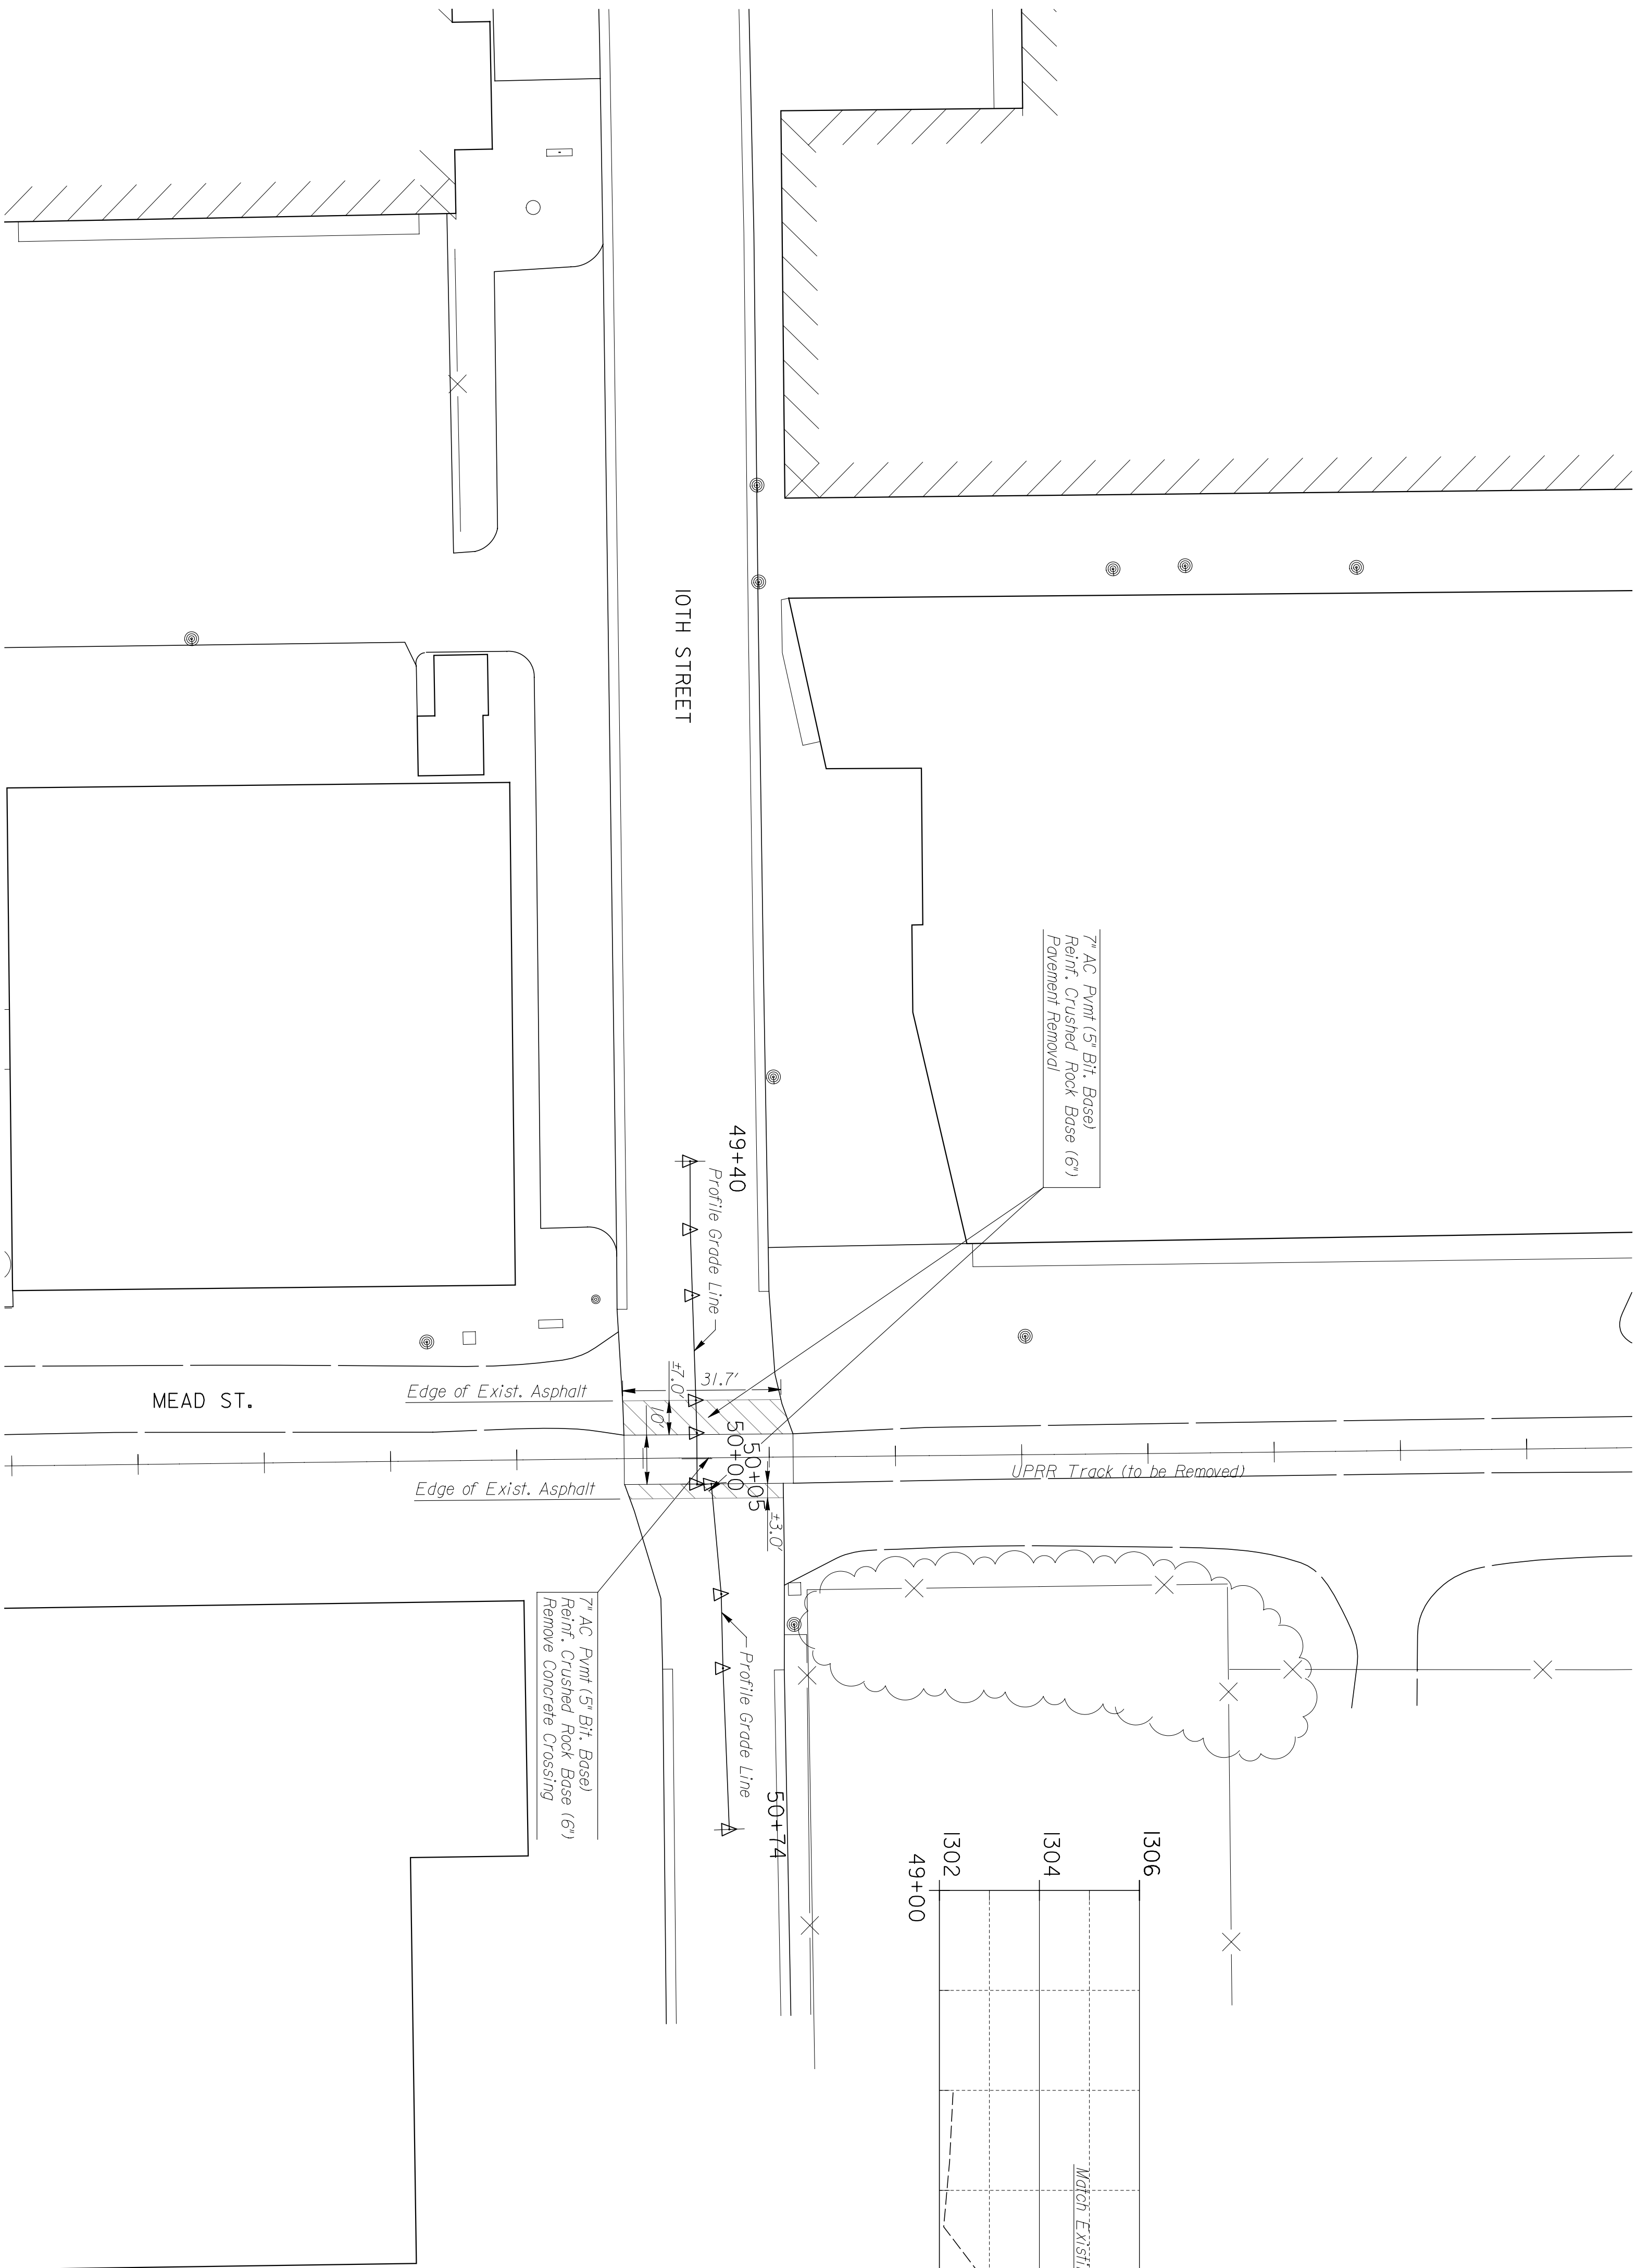 10TH STREET
7" AC Pvmt (5" Bit. Base)
Reinf. Crushed Rock Base (6")
Pavement Removal
49+40
Profile Grade Line
31.7'
±7.0'
10'
Edge of Exist. Asphalt
MEAD ST.
50+00
50+05
UPRR Track (to be Removed)
Edge of Exist. Asphalt
±3.0'
7" AC Pvmt (5" Bit. Base)
Reinf. Crushed Rock Base (6")
Remove Concrete Crossing
Profile Grade Line
50+74
1306
1304
1302
49+00
Match Existi